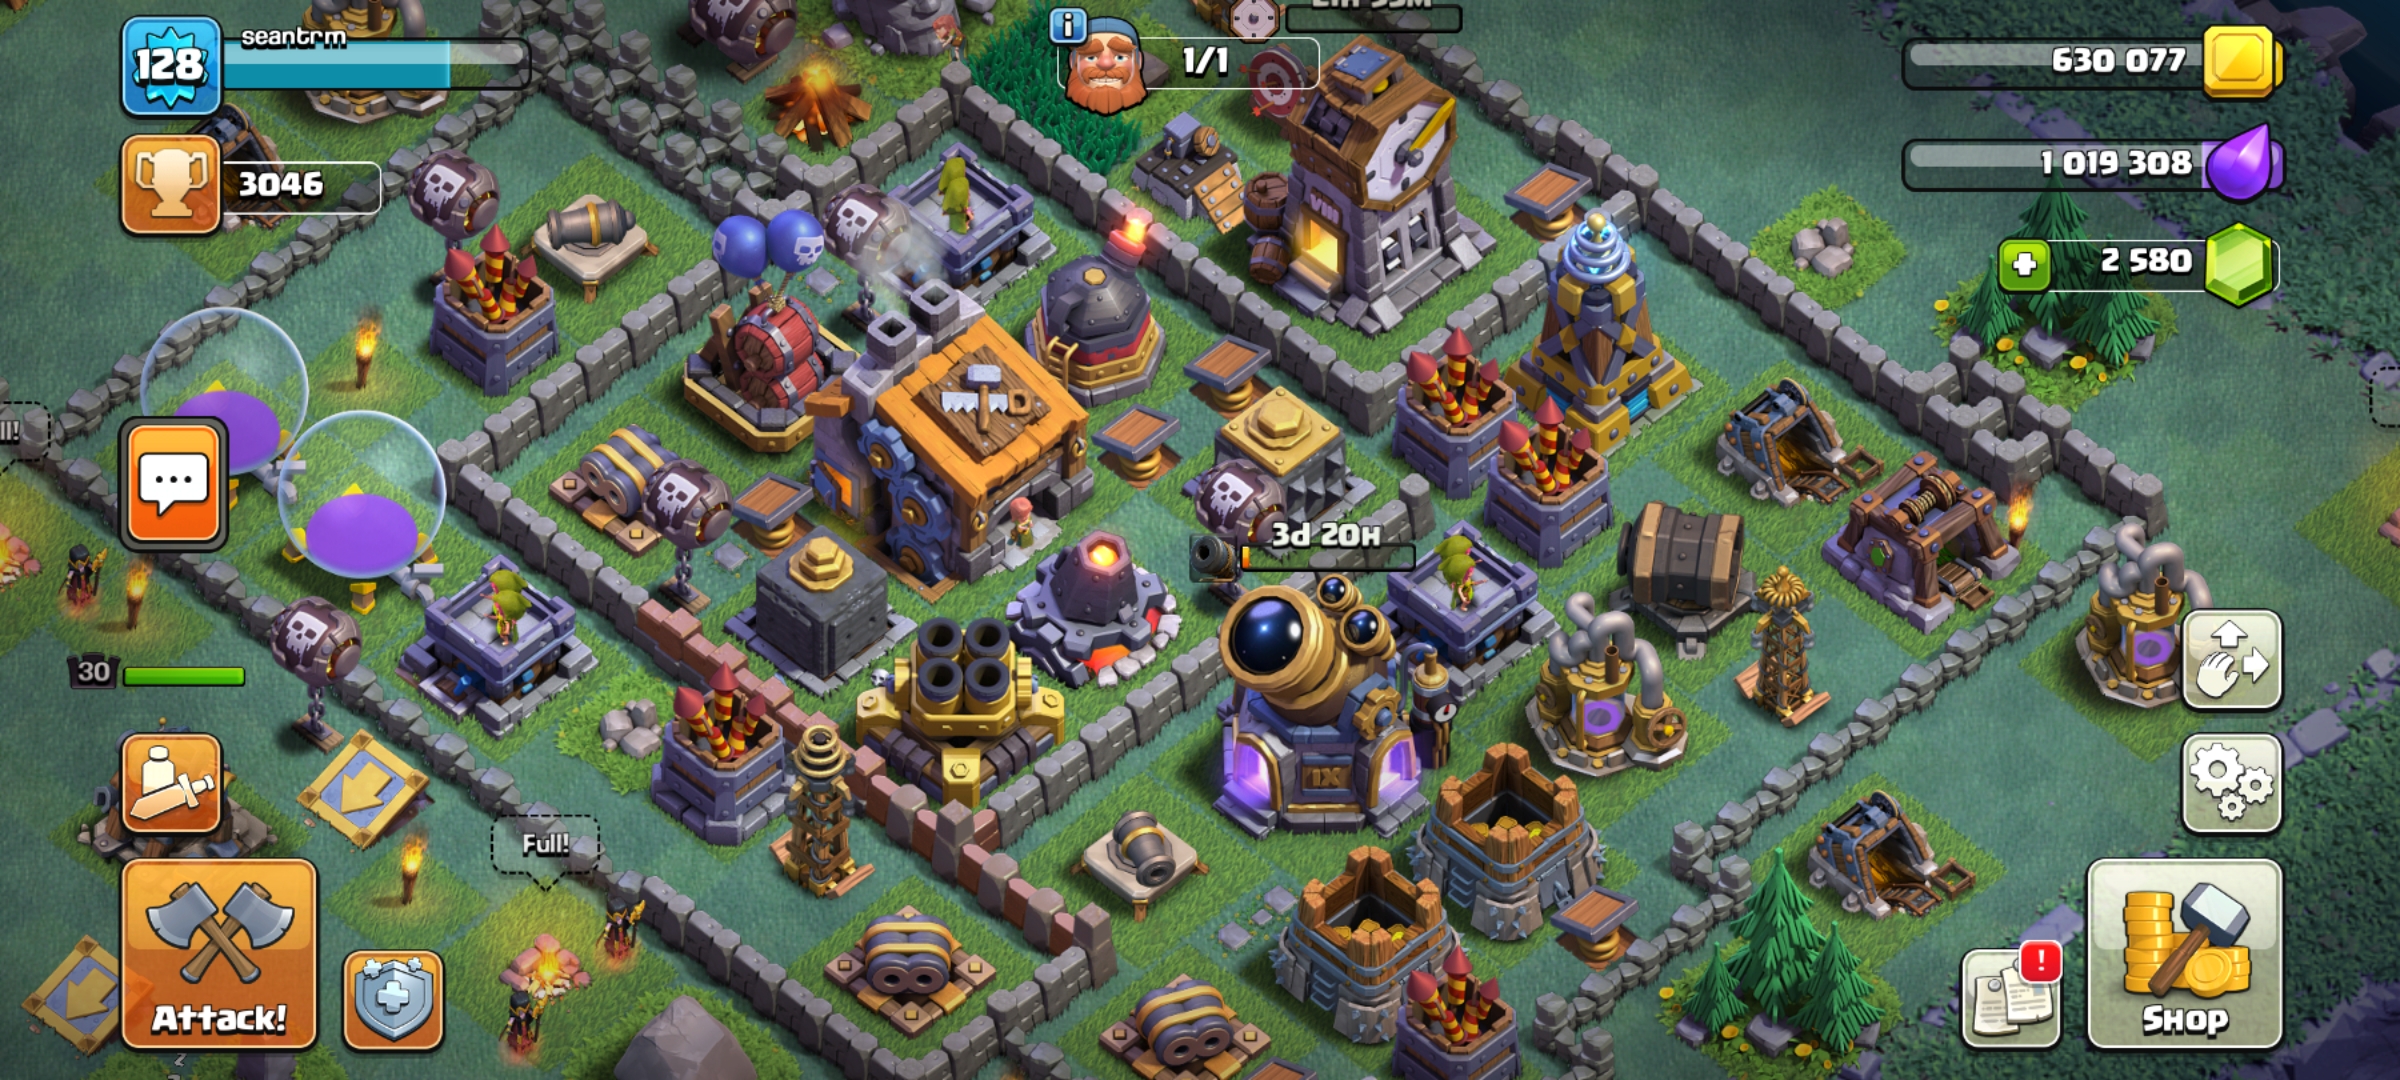 128
seantrm
1/1
630 077
3046
1 019 308
2 580
VIII
3d 20H
30
IX
Full!
Attack!
!
Shop